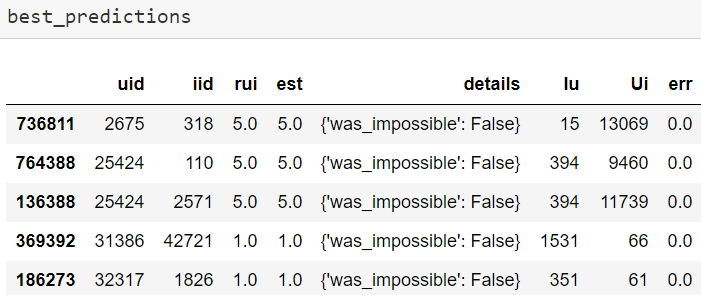 best_predictions
uid iid rui est details Iu Ui err
736811 2675 318 5.0 5.0 {'was_impossible': False} 15 13069 0.0
764388 25424 110 5.0 5.0 {'was_impossible': False} 394 9460 0.0
136388 25424 2571 5.0 5.0 {'was_impossible': False} 394 11739 0.0
369392 31386 42721 1.0 1.0 {'was_impossible': False} 1531 66 0.0
186273 32317 1826 1.0 1.0 {'was_impossible': False} 351 61 0.0